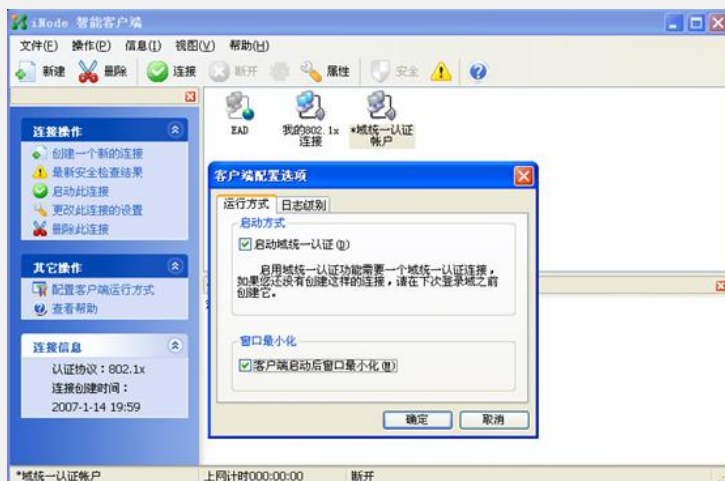 iNode 智能客户端
文件(F) 操作(P) 信息(I) 视图(V) 帮助(H)
新建 删除 连接 断开 属性 安全
连接操作
创建一个新的连接
最新安全检查结果
启动此连接
更改此连接的设置
删除此连接
其它操作
配置客户端运行方式
查看帮助
连接信息
认证协议：802.1x
连接创建时间：
2007-1-14 19:59
EAD
我的802.1x
连接
*域统一认证
帐户
客户端配置选项
运行方式 日志级别
启动方式
启动域统一认证(D)
启用域统一认证功能需要一个域统一认证连接，
如果您还没有创建这样的连接，请在下次登录域之前
创建它。
窗口最小化
客户端启动后窗口最小化(M)
确定 取消
*域统一认证帐户 上网计时000:00:00 断开